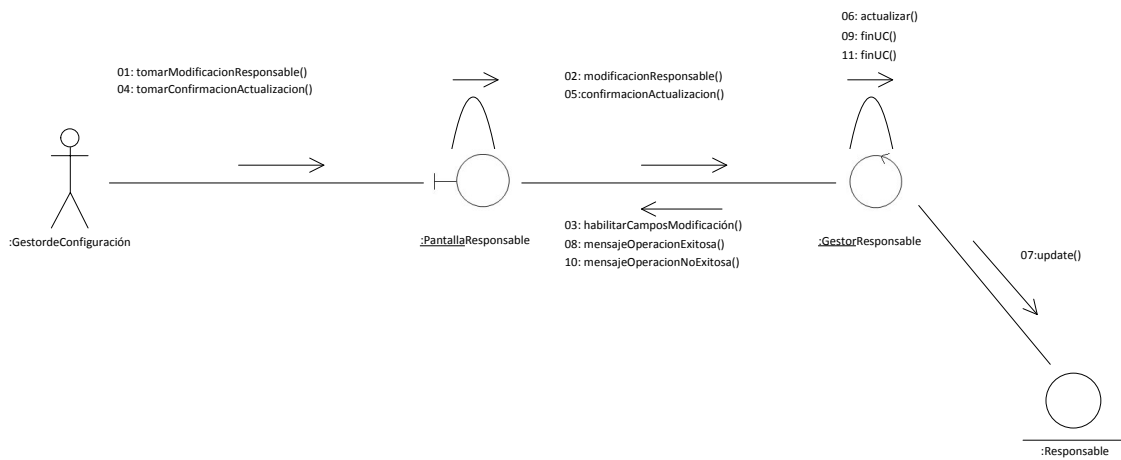 06: actualizar()
09: finUC()
11: finUC()
01: tomarModificacionResponsable()
04: tomarConfirmacionActualizacion()
02: modificacionResponsable()
05:confirmacionActualizacion()
03: habilitarCamposModificación()
08: mensajeOperacionExitosa()
10: mensajeOperacionNoExitosa()
:GestordeConfiguración
:PantallaResponsable
:GestorResponsable
07:update()
:Responsable